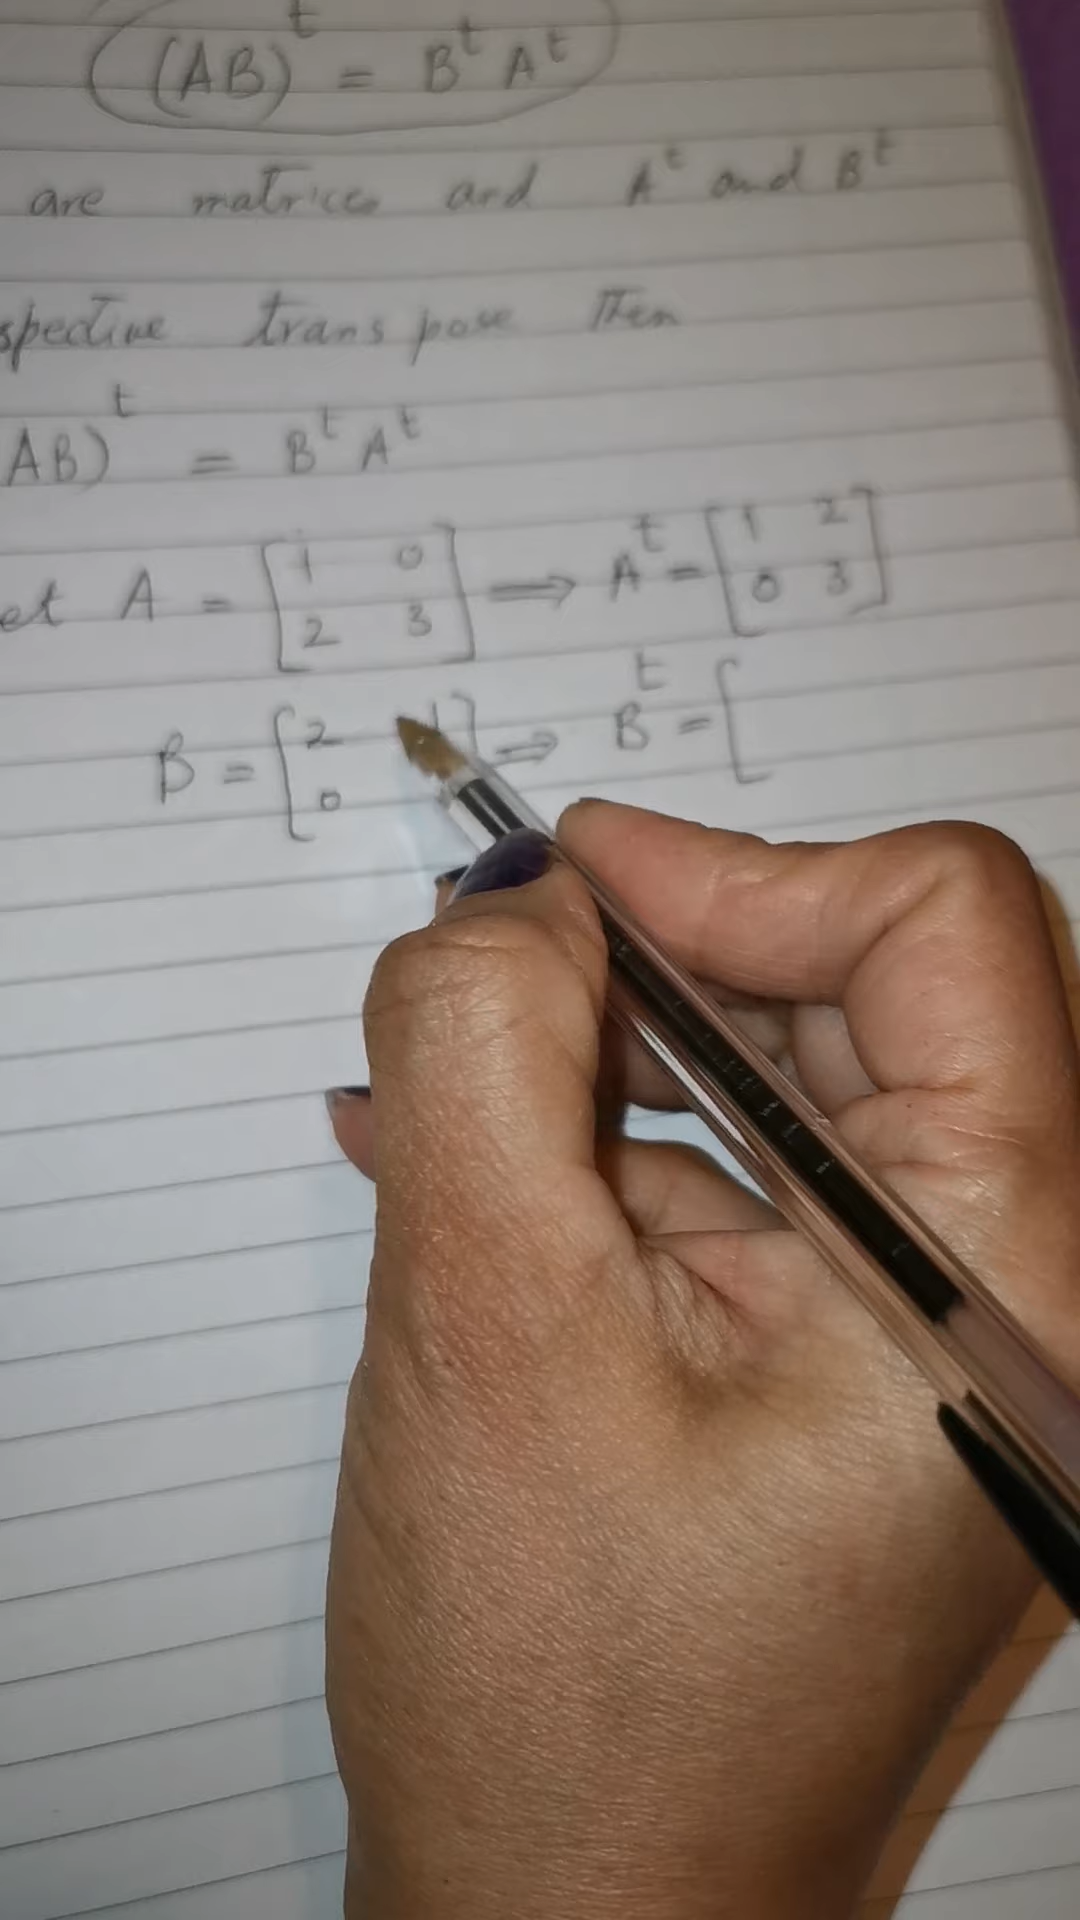 (AB)^t = B^t A^t
are matrices and A^t and B^t
spective transpose Then
AB)^t = B^t A^t
et A = [1 0
2 3] ⟹ A^t = [1 2
0 3]
B = [2
0 ] ⇒ B^t = [